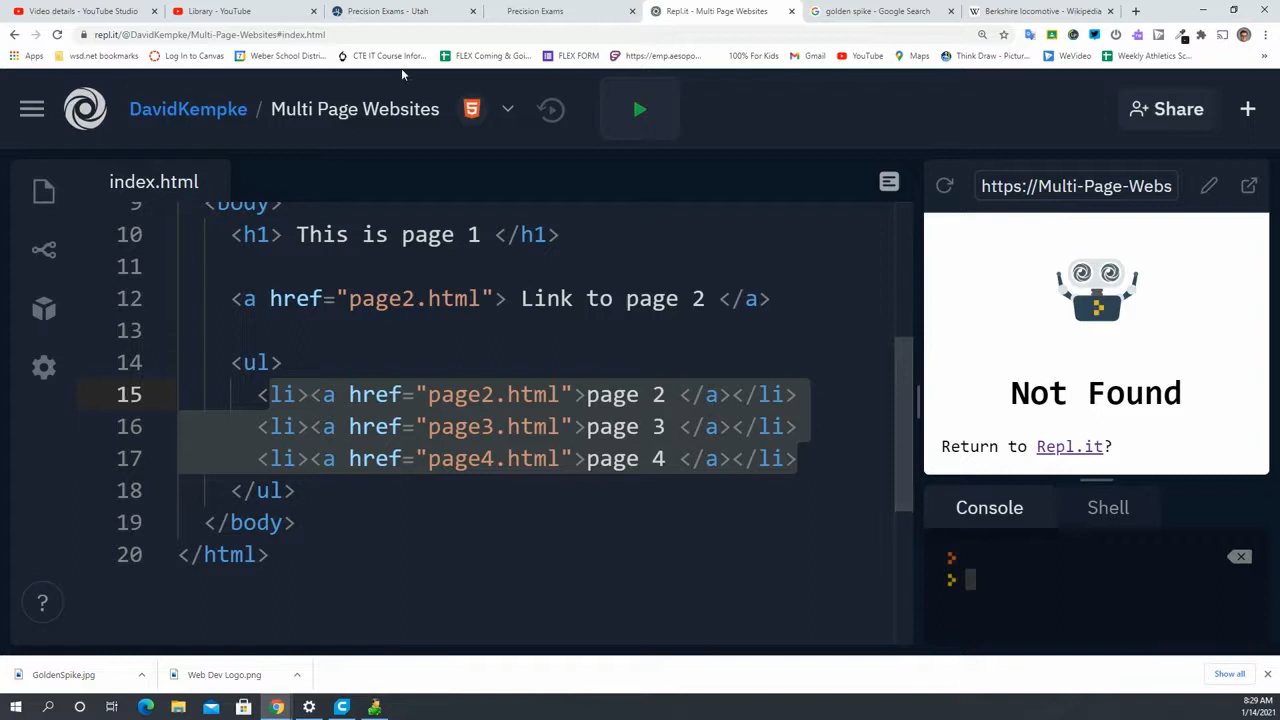 Video details - YouTube Studio
Library - YouTube
Precision Exams - Utah
Precision Exams
Repl.it - Multi Page Websites
golden spike - Google Search
Berkshire locomotive - Wikipedia
repl.it/@DavidKempke/Multi-Page-Websites#index.html
Apps
wsd.net bookmarks
Log In to Canvas
Weber School Distri...
CTE IT Course Infor...
FLEX Coming & Goi...
FLEX FORM
https://emp.aesopo...
100% For Kids
Gmail
YouTube
Maps
Think Draw - Pictur...
WeVideo
Weekly Athletics Sc...
»
DavidKempke / Multi Page Websites
Share
index.html
https://Multi-Page-Webs
9 <body>
10 <h1> This is page 1 </h1>
11
12 <a href="page2.html"> Link to page 2 </a>
13
14 <ul>
15 <li><a href="page2.html">page 2 </a></li>
16 <li><a href="page3.html">page 3 </a></li>
17 <li><a href="page4.html">page 4 </a></li>
18 </ul>
19 </body>
20 </html>
Not Found
Return to Repl.it?
Console
Shell
?
GoldenSpike.jpg
Web Dev Logo.png
Show all
8:29 AM
1/14/2021